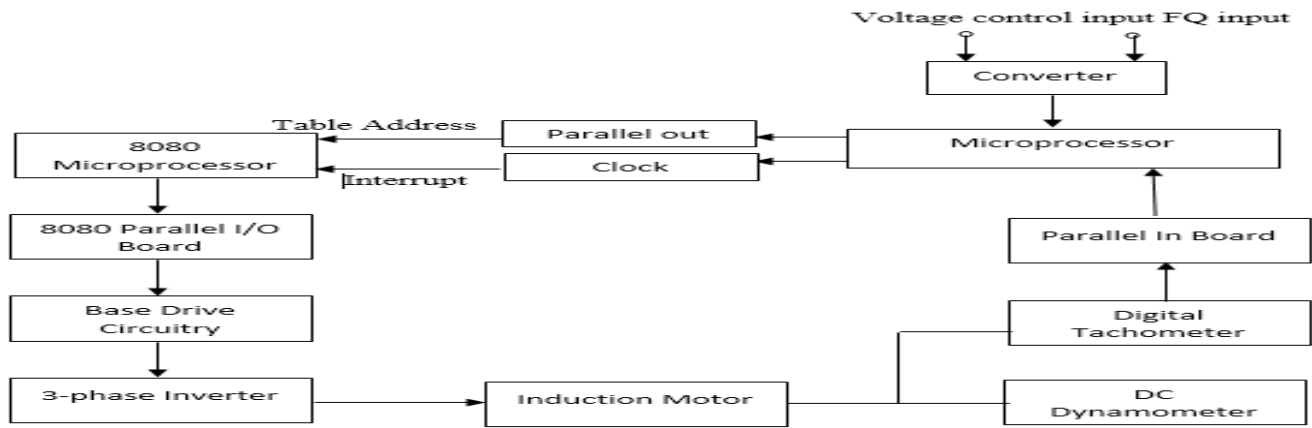 Voltage control input FQ input
Converter
Table Address
Parallel out
Microprocessor
8080
Microprocessor
Interrupt
Clock
8080 Parallel I/O
Board
Parallel In Board
Base Drive
Circuitry
Digital
Tachometer
3-phase Inverter
Induction Motor
DC
Dynamometer